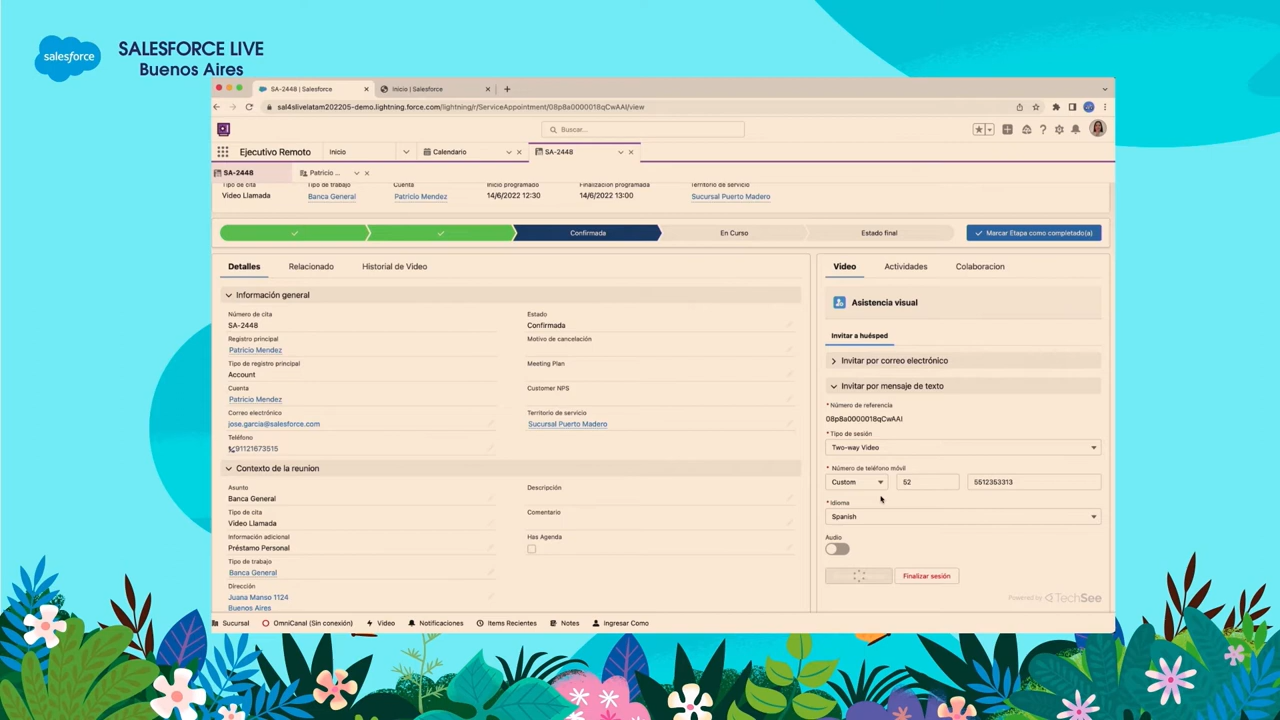 salesforce
SALESFORCE LIVE
Buenos Aires
SA-2448 | Salesforce
Inicio | Salesforce
sal4slivelatam202205-demo.lightning.force.com/lightning/r/ServiceAppointment/08p8a0000018qCwAAI/view
Buscar...
Ejecutivo Remoto
Inicio
Calendario
SA-2448
SA-2448
Patricio ...
Tipo de cita
Tipo de trabajo
Cuenta
Inicio programado
Finalización programada
Territorio de servicio
Video Llamada
Banca General
Patricio Mendez
14/6/2022 12:30
14/6/2022 13:00
Sucursal Puerto Madero
Confirmada
En Curso
Estado final
Marcar Etapa como completado(a)
Detalles
Relacionado
Historial de Video
Información general
Número de cita
SA-2448
Estado
Confirmada
Registro principal
Patricio Mendez
Motivo de cancelación
Tipo de registro principal
Account
Meeting Plan
Cuenta
Patricio Mendez
Customer NPS
Correo electrónico
jose.garcia@salesforce.com
Territorio de servicio
Sucursal Puerto Madero
Teléfono
91121673515
Contexto de la reunion
Asunto
Banca General
Descripción
Tipo de cita
Video Llamada
Comentario
Información adicional
Préstamo Personal
Has Agenda
Tipo de trabajo
Banca General
Dirección
Juana Manso 1124
Buenos Aires
Video
Actividades
Colaboracion
Asistencia visual
Invitar a huésped
Invitar por correo electrónico
Invitar por mensaje de texto
* Número de referencia
08p8a0000018qCwAAI
* Tipo de sesión
Two-way Video
* Número de teléfono móvil
Custom
52
5512353313
* Idioma
Spanish
Audio
Finalizar sesión
Powered by TechSee
Sucursal
OmniCanal (Sin conexión)
Video
Notificaciones
Items Recientes
Notes
Ingresar Como